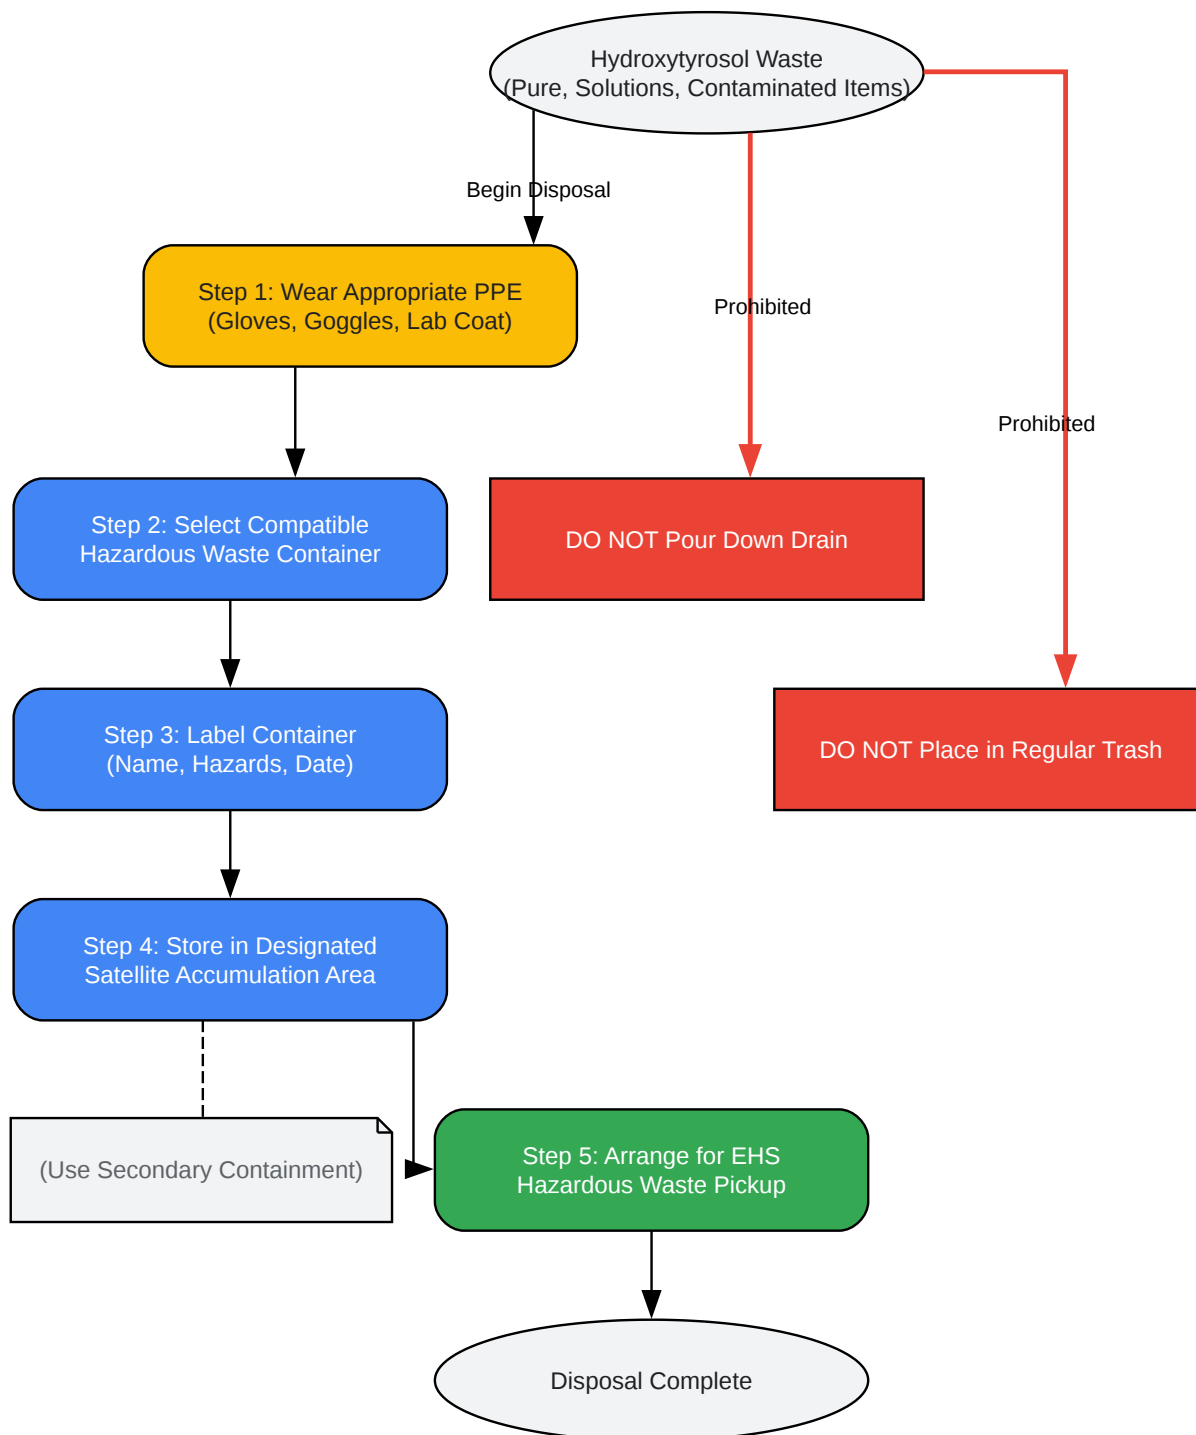 Hydroxytyrosol Waste
(Pure, Solutions, Contaminated Items)
Begin Disposal
Step 1: Wear Appropriate PPE
(Gloves, Goggles, Lab Coat)
Prohibited
Prohibited
Step 2: Select Compatible
Hazardous Waste Container
DO NOT Pour Down Drain
Step 3: Label Container
(Name, Hazards, Date)
DO NOT Place in Regular Trash
Step 4: Store in Designated
Satellite Accumulation Area
(Use Secondary Containment)
Step 5: Arrange for EHS
Hazardous Waste Pickup
Disposal Complete